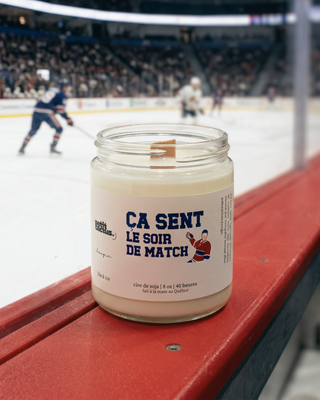 ÇA SENT
LE SOIR
DE MATCH
cire de soja | 8 oz | 40 heures
fait à la main au Québec